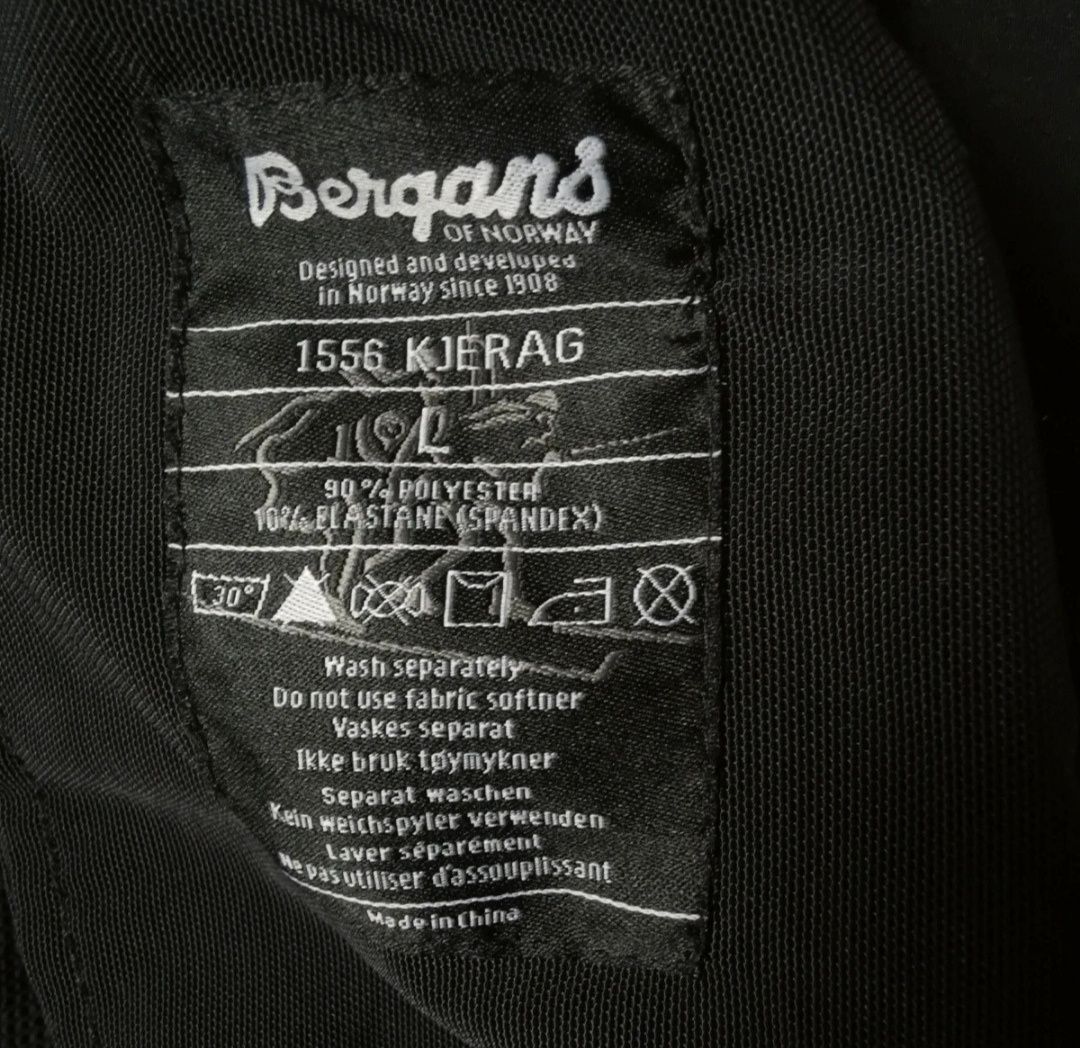 Bergans
OF NORWAY
Designed and developed
in Norway since 1908
1556 KJERAG
L
90 % POLYESTER
10% ELASTANE (SPANDEX)
30°
Wash separately
Do not use fabric softner
Vaskes separat
Ikke bruk tøymykner
Separat waschen
Kein weichspyler verwenden
Laver séparément
Ne pas utiliser d'assouplissant
Made in China